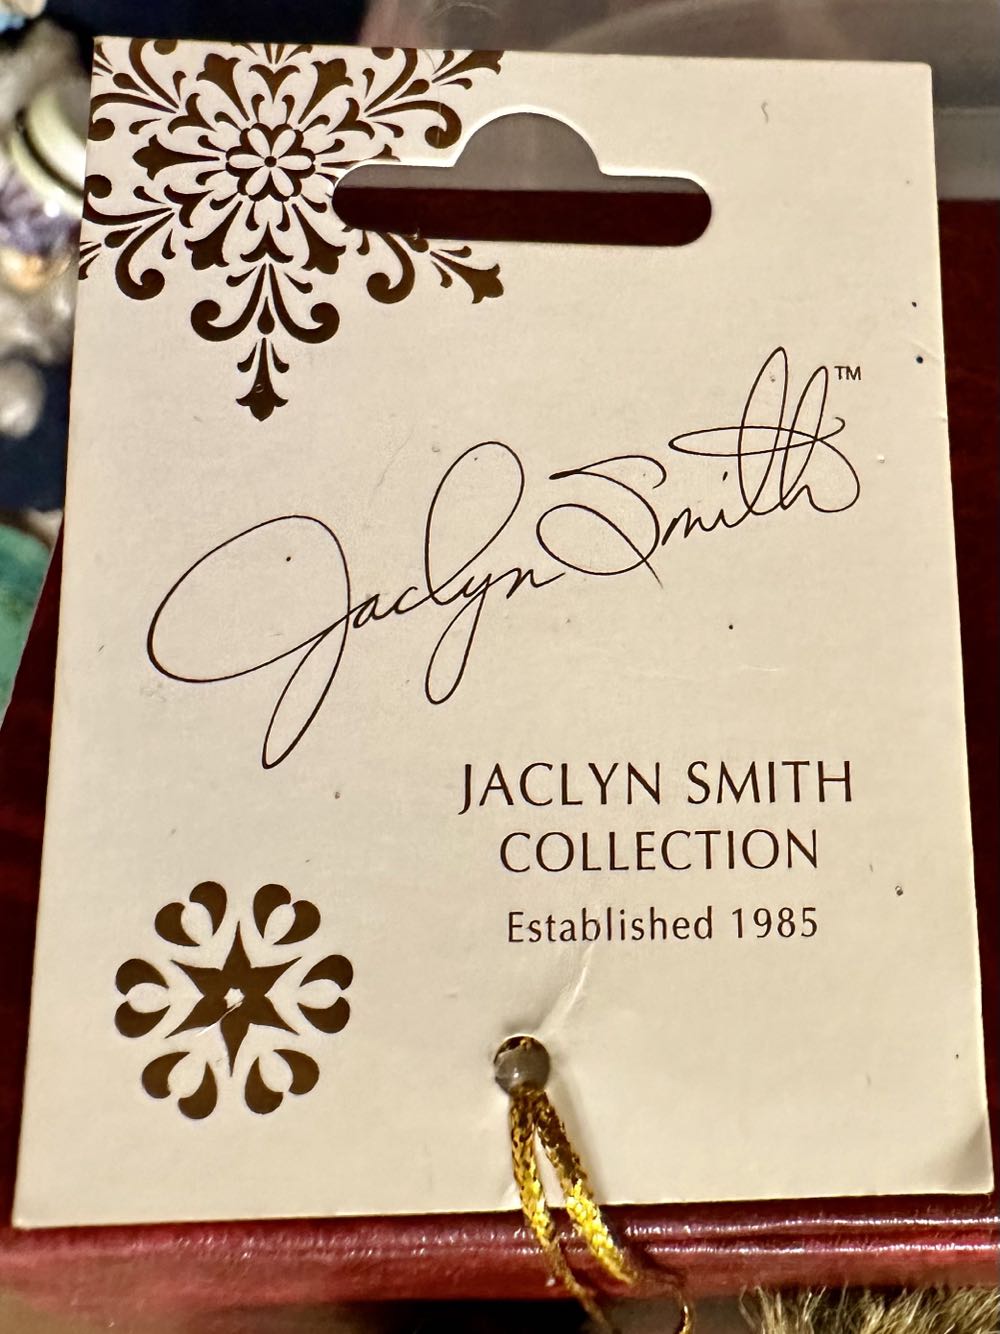 Jaclyn Smith™
JACLYN SMITH
COLLECTION
Established 1985